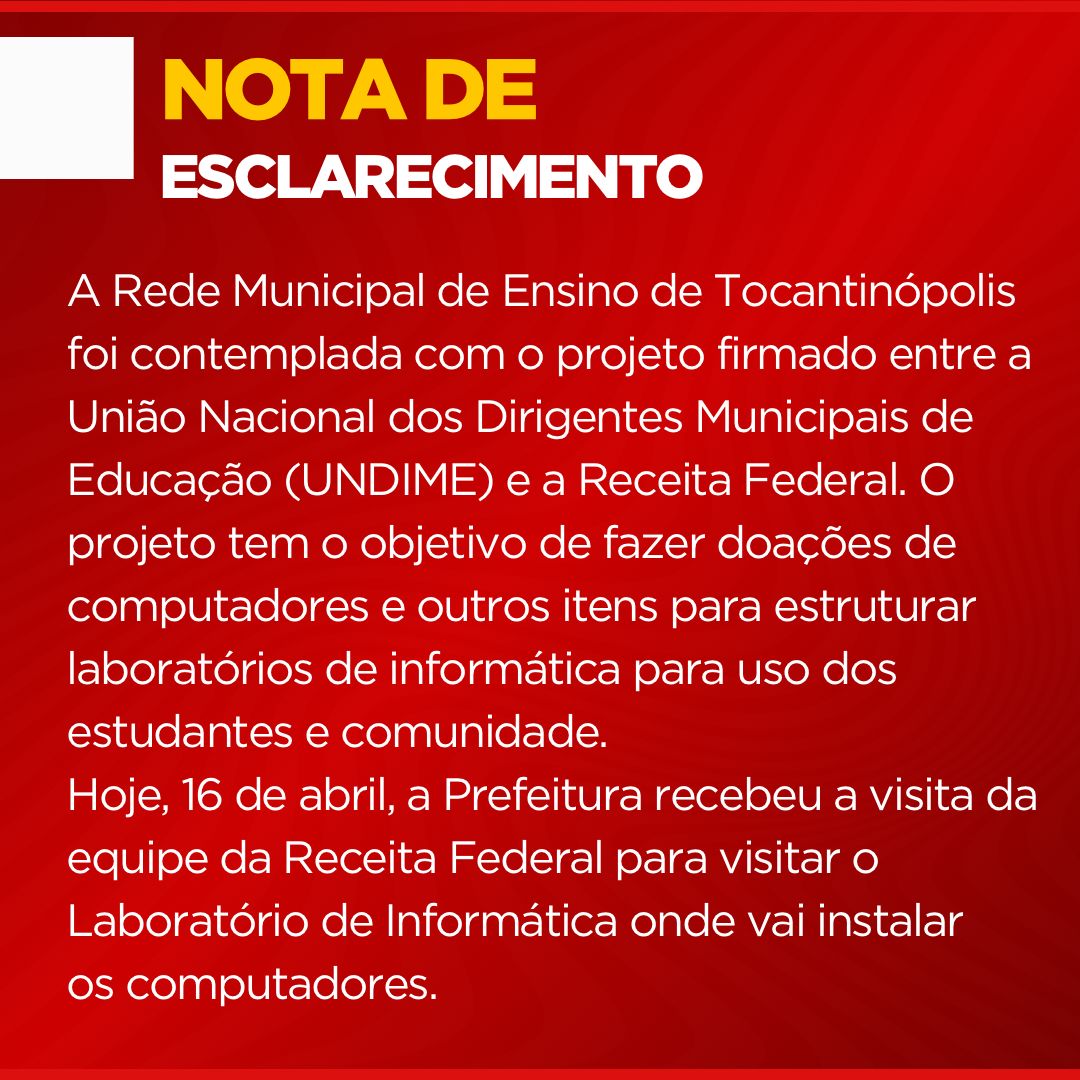 NOTA DE
ESCLARECIMENTO
A Rede Municipal de Ensino de Tocantinópolis
foi contemplada com o projeto firmado entre a
União Nacional dos Dirigentes Municipais de
Educação (UNDIME) e a Receita Federal. O
projeto tem o objetivo de fazer doações de
computadores e outros itens para estruturar
laboratórios de informática para uso dos
estudantes e comunidade.
Hoje, 16 de abril, a Prefeitura recebeu a visita da
equipe da Receita Federal para visitar o
Laboratório de Informática onde vai instalar
os computadores.